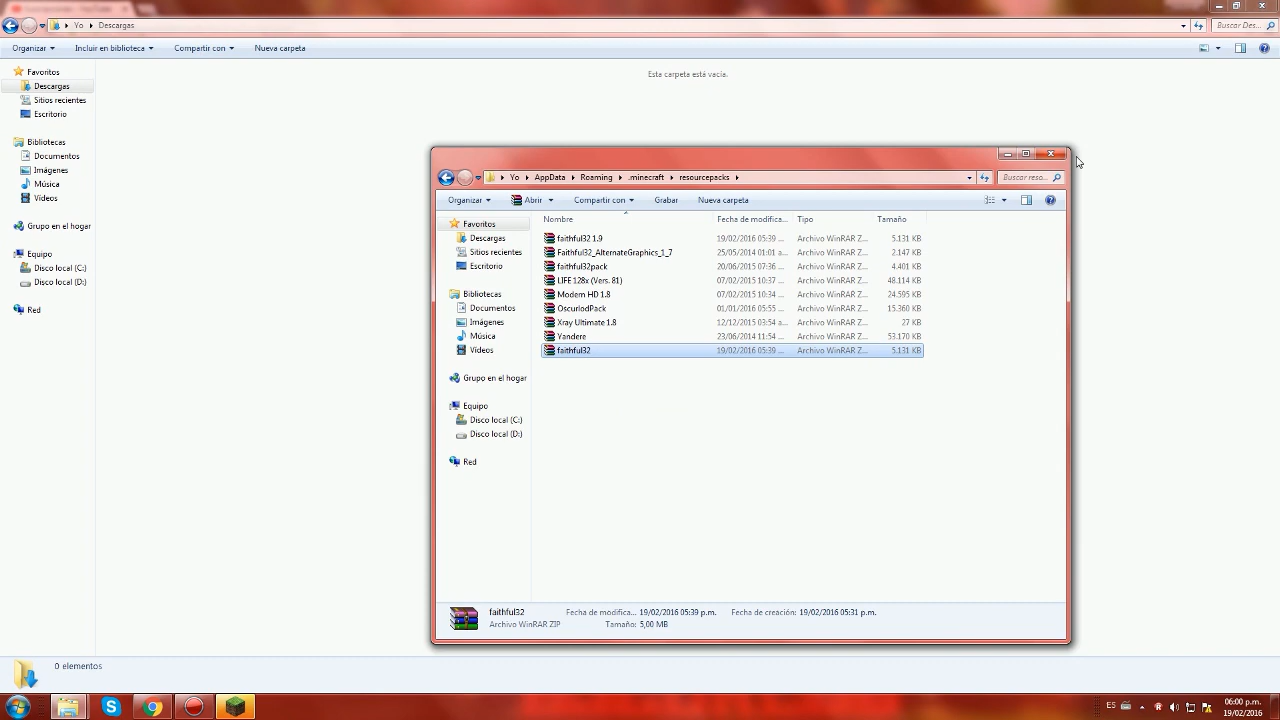 Yo ▸ Descargas
Buscar Des...
Organizar
Incluir en biblioteca
Compartir con
Nueva carpeta
Favoritos
Descargas
Sitios recientes
Escritorio
Bibliotecas
Documentos
Imágenes
Música
Vídeos
Grupo en el hogar
Equipo
Disco local (C:)
Disco local (D:)
Red
Esta carpeta está vacía.
Yo ▸ AppData ▸ Roaming ▸ .minecraft ▸ resourcepacks ▸
Buscar reso...
Organizar
Abrir
Compartir con
Grabar
Nueva carpeta
Favoritos
Descargas
Sitios recientes
Escritorio
Bibliotecas
Documentos
Imágenes
Música
Vídeos
Grupo en el hogar
Equipo
Disco local (C:)
Disco local (D:)
Red
Nombre Fecha de modifica... Tipo Tamaño
faithful32 1.9 19/02/2016 05:39 ... Archivo WinRAR Z... 5.131 KB
Faithful32_AlternateGraphics_1_7 25/05/2014 01:01 a... Archivo WinRAR Z... 2.147 KB
faithful32pack 20/06/2015 07:36 ... Archivo WinRAR Z... 4.401 KB
LIFE 128x (Vers. 81) 07/02/2015 10:37 ... Archivo WinRAR Z... 48.114 KB
Modern HD 1.8 07/02/2015 10:34 ... Archivo WinRAR Z... 24.595 KB
OscuriodPack 01/01/2016 05:55 ... Archivo WinRAR Z... 15.360 KB
Xray Ultimate 1.8 12/12/2015 03:54 a... Archivo WinRAR Z... 27 KB
Yandere 23/06/2014 11:54 ... Archivo WinRAR Z... 53.170 KB
faithful32 19/02/2016 05:39 ... Archivo WinRAR Z... 5.131 KB
faithful32 Fecha de modifica... 19/02/2016 05:39 p.m. Fecha de creación: 19/02/2016 05:31 p.m.
Archivo WinRAR ZIP Tamaño: 5,00 MB
0 elementos
ES
06:00 p.m.
19/02/2016